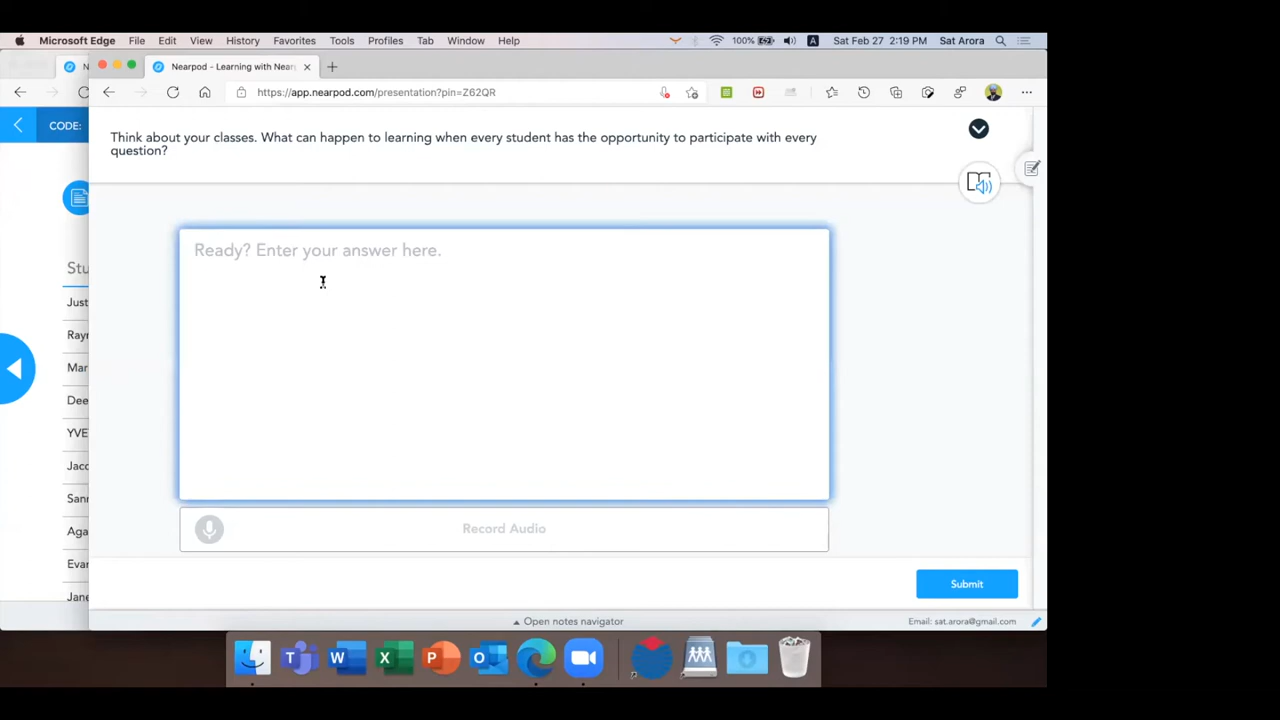 Microsoft Edge File Edit View History Favorites Tools Profiles Tab Window Help 100% A Sat Feb 27 2:19 PM Sat Arora
N
Nearpod - Learning with Near
https://app.nearpod.com/presentation?pin=Z62QR
CODE:
Think about your classes. What can happen to learning when every student has the opportunity to participate with every
question?
Ready? Enter your answer here.
Stu
Just
Rayn
Mar
Dee
YVE
Jaco
Sann
Aga
Evar
Jane
Record Audio
Submit
Open notes navigator
Email: sat.arora@gmail.com
T W X P O